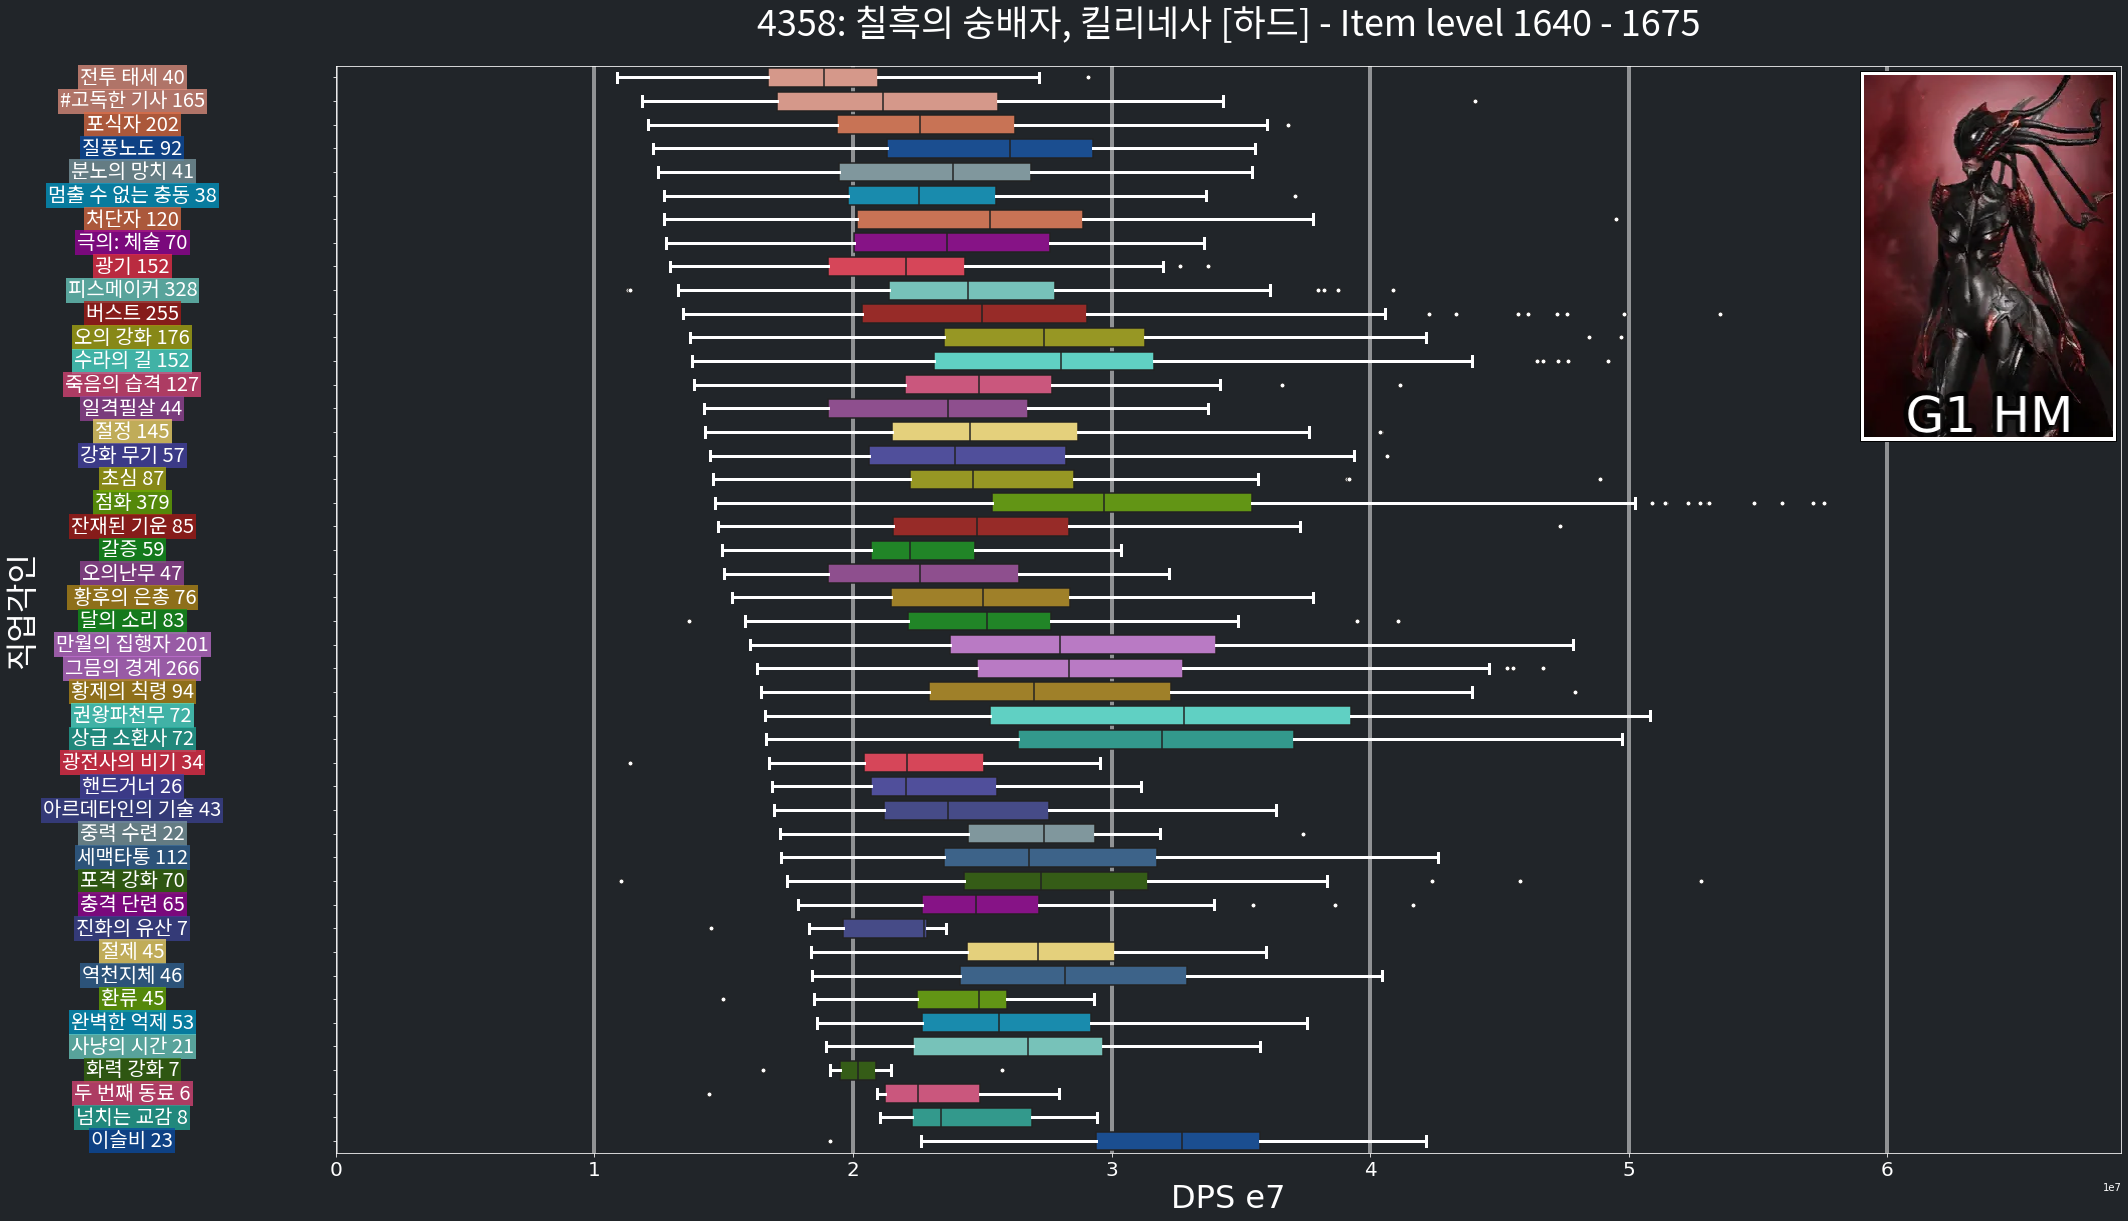 4358: 칠흑의 숭배자, 킬리네사 [하드] - Item level 1640 - 1675
전투 태세 40
#고독한 기사 165
포식자 202
질풍노도 92
분노의 망치 41
멈출 수 없는 충동 38
처단자 120
극의: 체술 70
광기 152
피스메이커 328
버스트 255
오의 강화 176
수라의 길 152
죽음의 습격 127
일격필살 44
절정 145
강화 무기 57
초심 87
점화 379
잔재된 기운 85
갈증 59
오의난무 47
황후의 은총 76
달의 소리 83
만월의 집행자 201
그믐의 경계 266
황제의 칙령 94
권왕파천무 72
상급 소환사 72
광전사의 비기 34
핸드거너 26
아르데타인의 기술 43
중력 수련 22
세맥타통 112
포격 강화 70
충격 단련 65
진화의 유산 7
절제 45
역천지체 46
환류 45
완벽한 억제 53
사냥의 시간 21
화력 강화 7
두 번째 동료 6
넘치는 교감 8
이슬비 23
직업각인
G1 HM
0 1 2 3 4 5 6
1e7
DPS e7